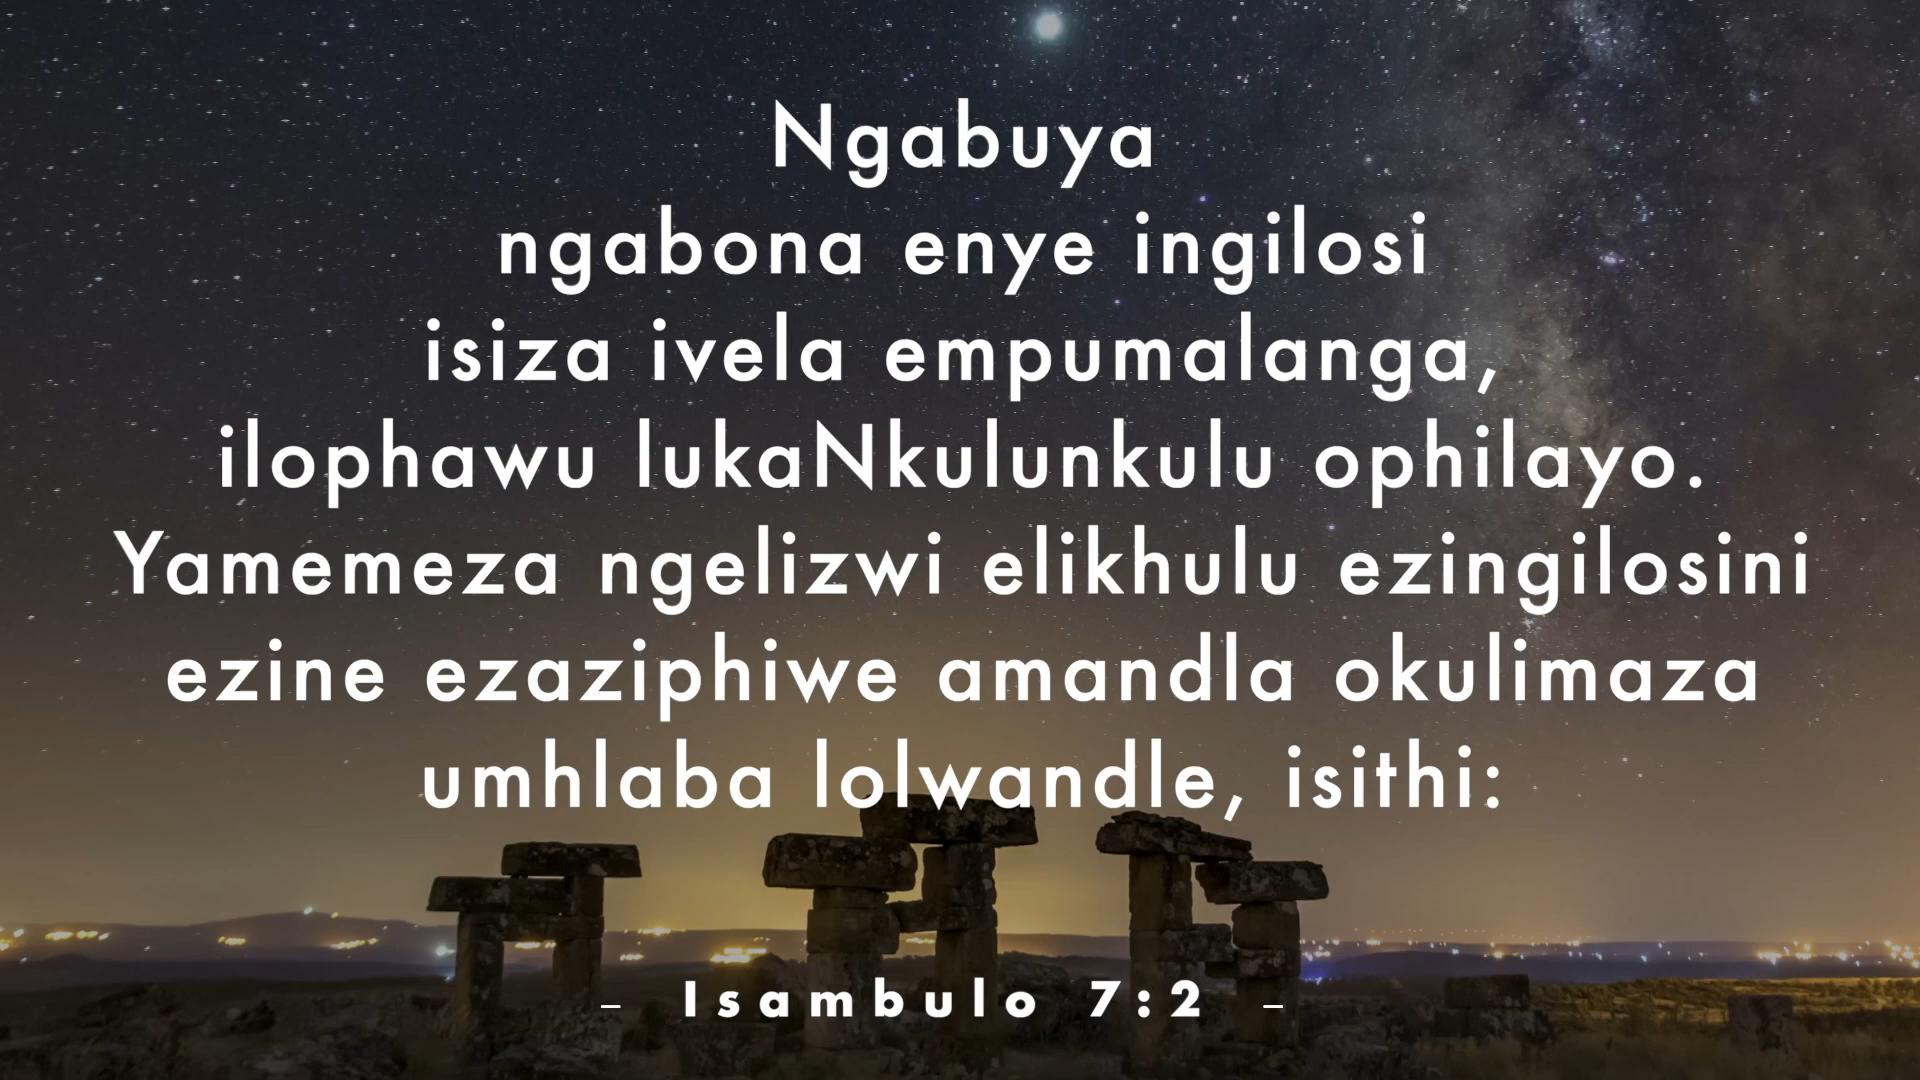 Ngabuya
ngabona enye ingilosi
isiza ivela empumalanga,
ilophawu lukaNkulunkulu ophilayo.
Yamemeza ngelizwi elikhulu ezingilosini
ezine ezaziphiwe amandla okulimaza
umhlaba lolwandle, isithi:
– Isambulo 7:2 –